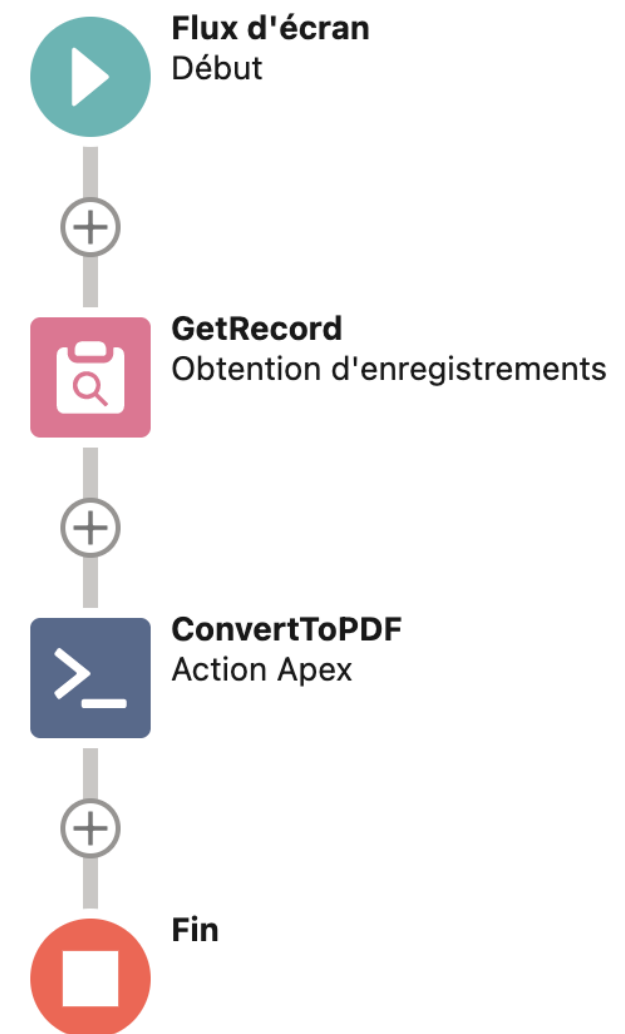 Flux d'écran
Début
GetRecord
Obtention d'enregistrements
ConvertToPDF
Action Apex
Fin